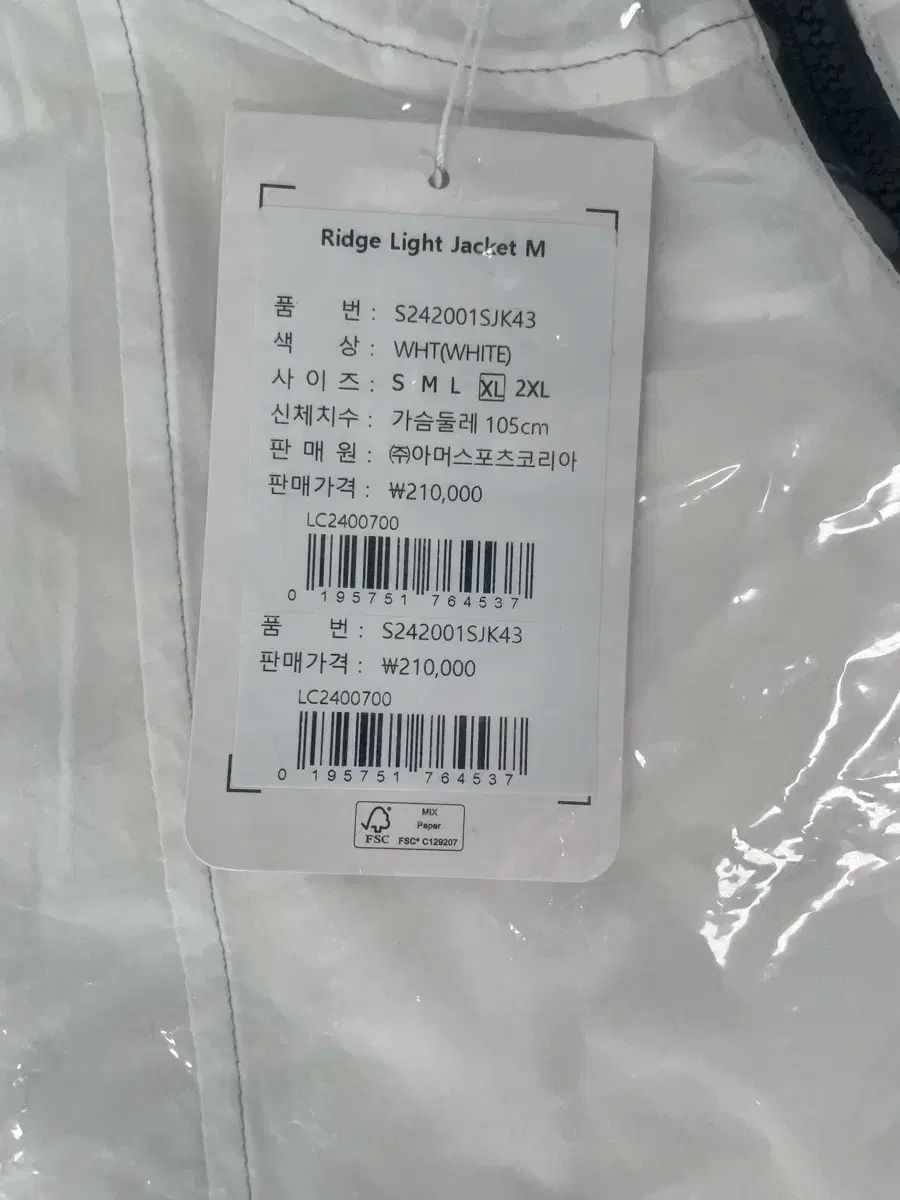 Ridge Light Jacket M
품 번 : S242001SJK43
색 상 : WHT(WHITE)
사 이 즈 : S M L XL 2XL
신체치수 : 가슴둘레 105cm
판 매 원 : ㈜아머스포츠코리아
판매가격 : ₩210,000
LC2400700
0 195751 764537
품 번 : S242001SJK43
판매가격 : ₩210,000
LC2400700
0 195751 764537
MIX
Paper
FSC FSC® C129207